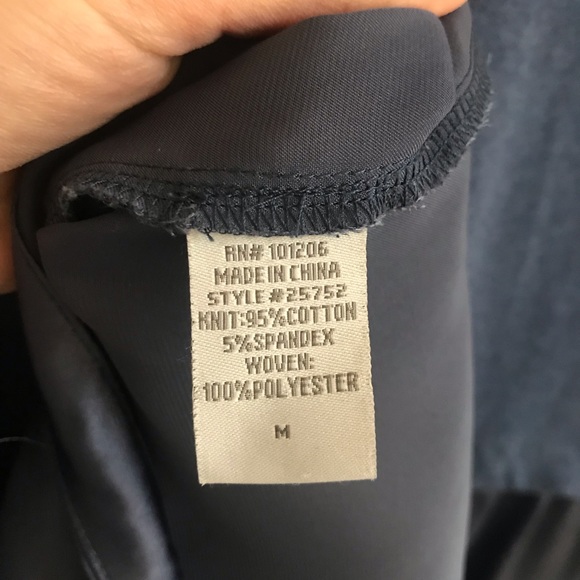 RN# 101206
MADE IN CHINA
STYLE #25752
KNIT:95%COTTON
5%SPANDEX
WOVEN:
100%POLYESTER
M